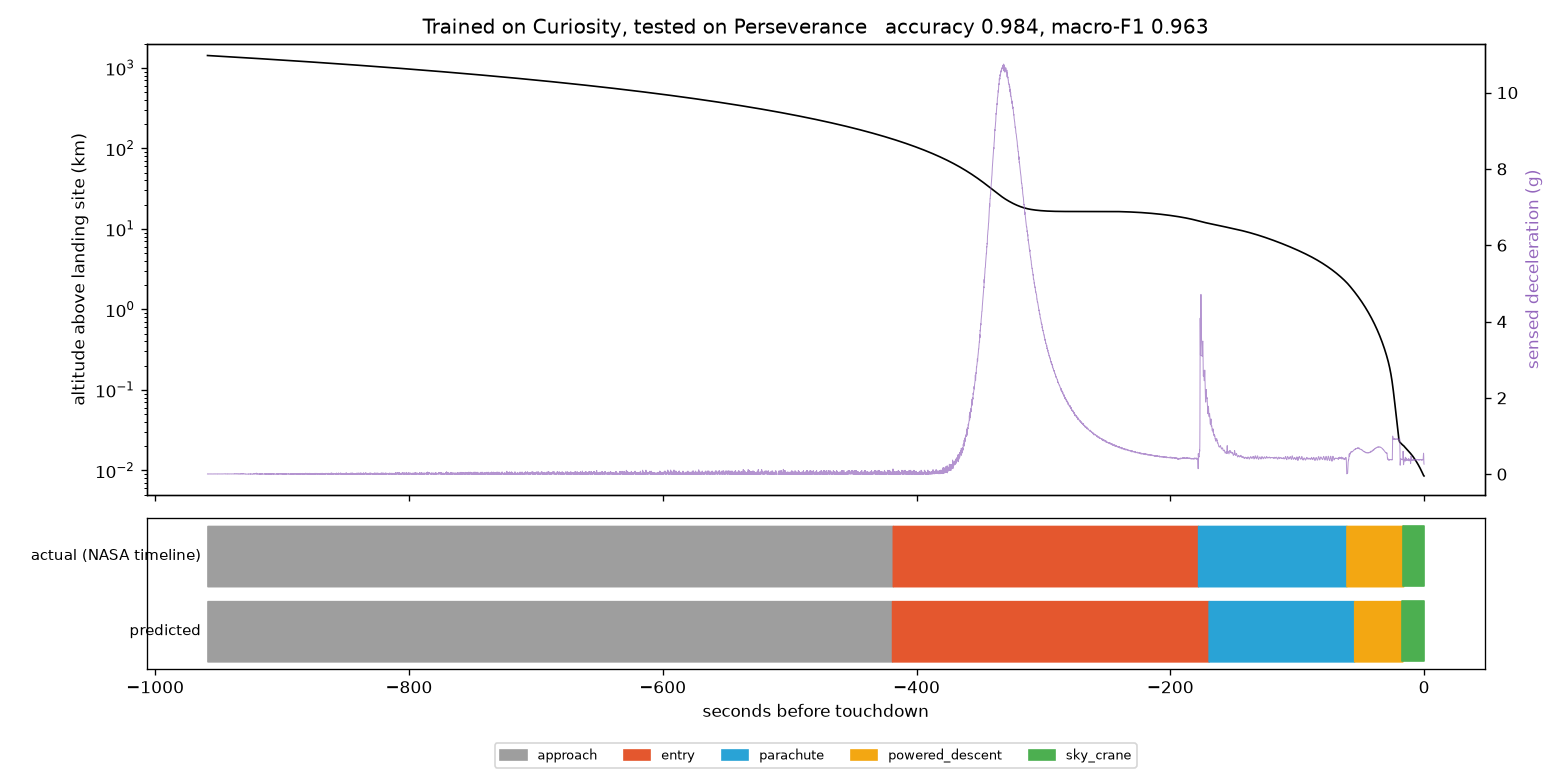 Trained on Curiosity, tested on Perseverance   accuracy 0.984, macro-F1 0.963
altitude above landing site (km)
10³
10²
10¹
10⁰
10⁻¹
10⁻²
sensed deceleration (g)
10
8
6
4
2
0
actual (NASA timeline)
predicted
−1000 −800 −600 −400 −200 0
seconds before touchdown
approach entry parachute powered_descent sky_crane